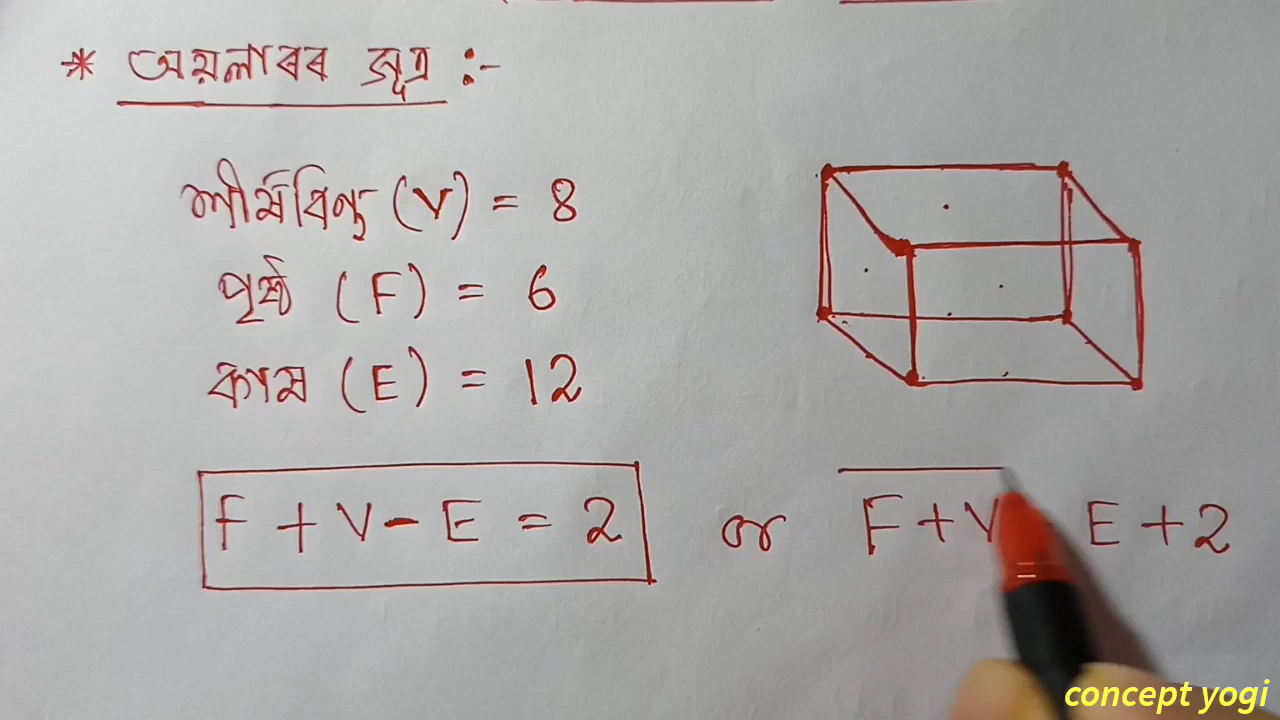 * অয়লাৰৰ সূত্ৰ :-
শীৰ্ষবিন্দু (V) = 8
পৃষ্ঠ (F) = 6
কাষ (E) = 12
F + V - E = 2 or F + V E + 2
concept yogi